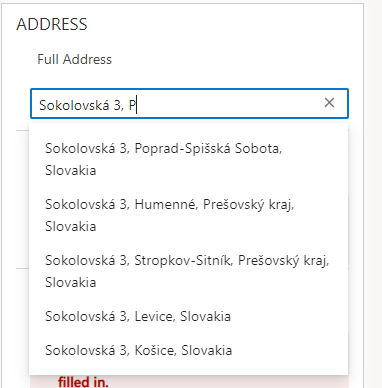 ADDRESS
Full Address
Sokolovská 3, P
Sokolovská 3, Poprad-Spišská Sobota,
Slovakia
Sokolovská 3, Humenné, Prešovský kraj,
Slovakia
Sokolovská 3, Stropkov-Sitník, Prešovský kraj,
Slovakia
Sokolovská 3, Levice, Slovakia
Sokolovská 3, Košice, Slovakia
filled in.